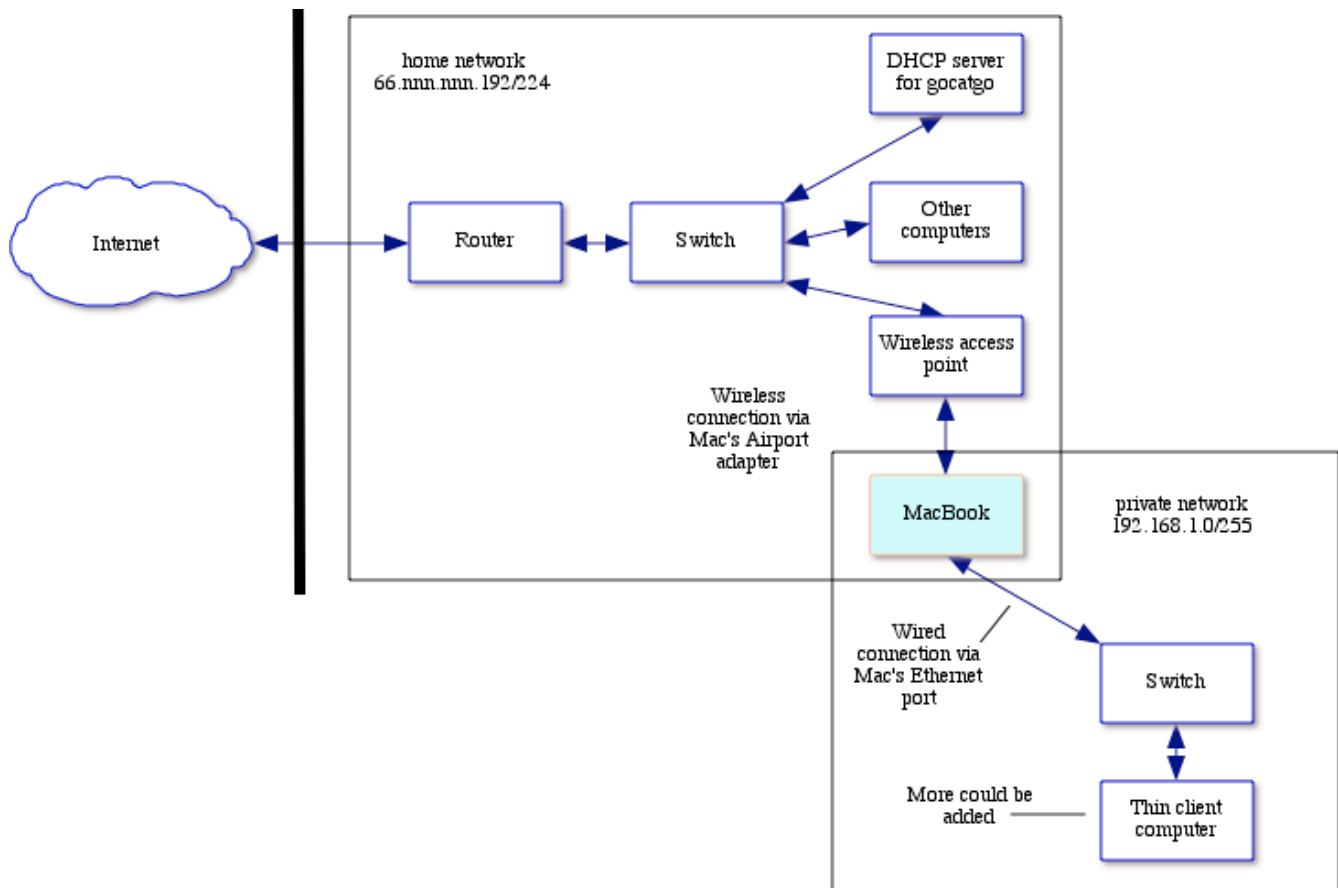 home network
66.nnn.nnn.192/224
DHCP server
for gocatgo
Internet
Router
Switch
Other
computers
Wireless access
point
Wireless
connection via
Mac's Airport
adapter
MacBook
private network
192.168.1.0/255
Wired
connection via
Mac's Ethernet
port
Switch
More could be
added
Thin client
computer